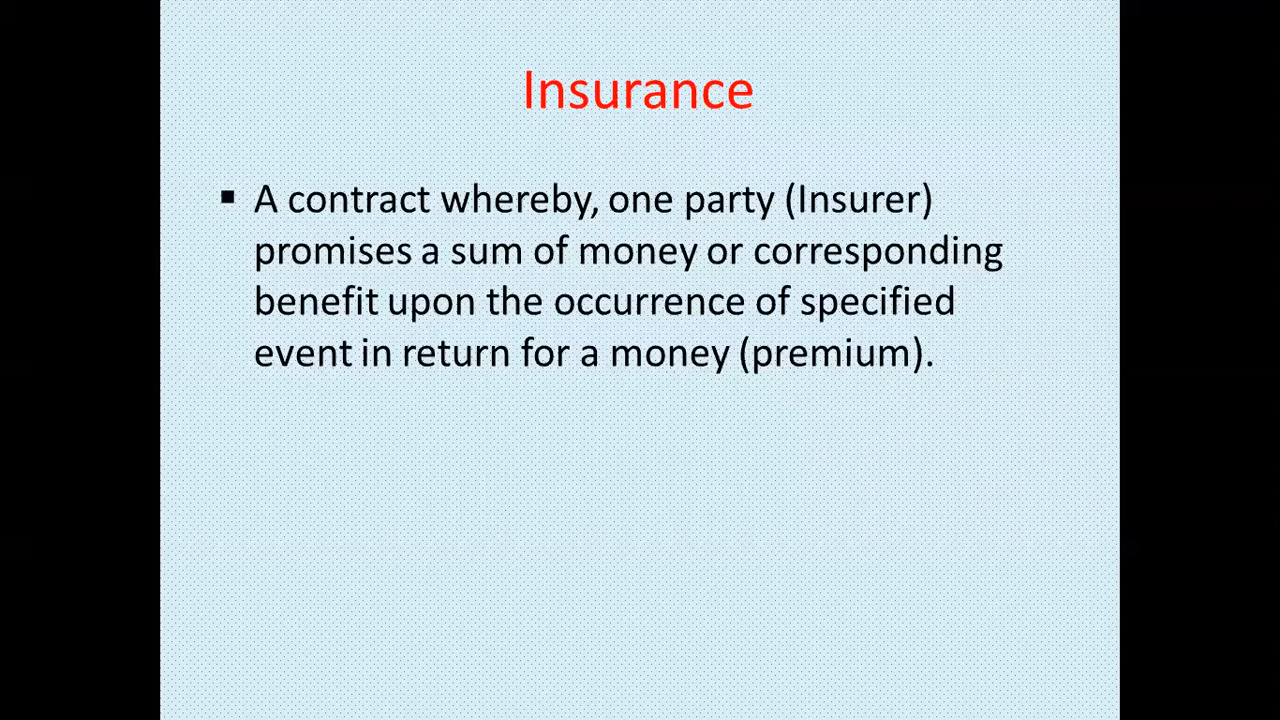 Insurance
▪ A contract whereby, one party (Insurer)
promises a sum of money or corresponding
benefit upon the occurrence of specified
event in return for a money (premium).